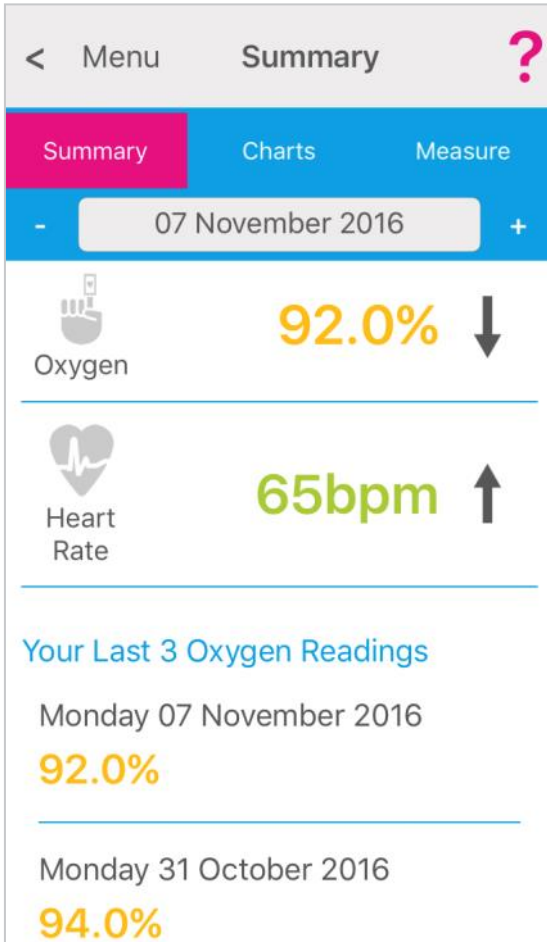 < Menu Summary ?
Summary Charts Measure
- 07 November 2016 +
92.0%
Oxygen
65bpm
Heart
Rate
Your Last 3 Oxygen Readings
Monday 07 November 2016
92.0%
Monday 31 October 2016
94.0%